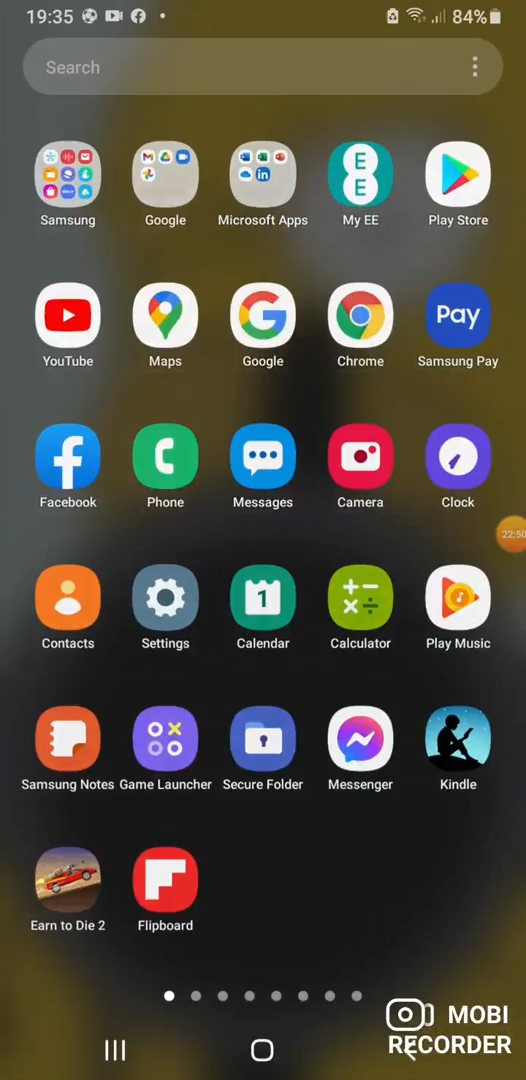 19:35
84%
Search
Samsung Google Microsoft Apps My EE Play Store
YouTube Maps Google Chrome Samsung Pay
Facebook Phone Messages Camera Clock
Contacts Settings Calendar Calculator Play Music
Samsung Notes Game Launcher Secure Folder Messenger Kindle
Earn to Die 2 Flipboard
E
E
Pay
1
22:50
MOBI
RECORDER